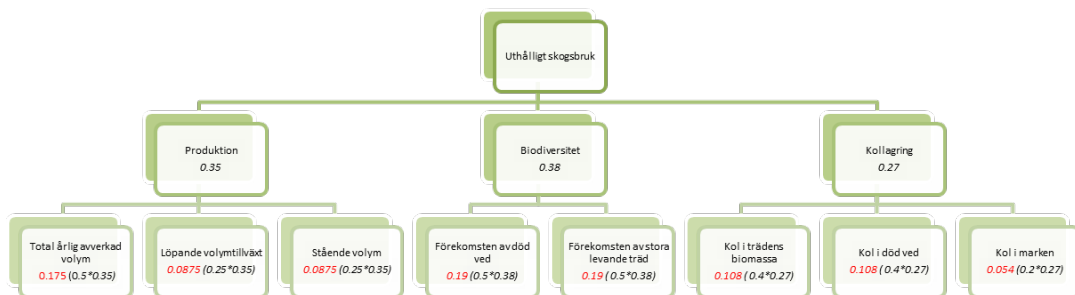 Uthålligt skogsbruk
Produktion
0.35
Biodiversitet
0.38
Kollagring
0.27
Total årlig avverkad
volym
0.175 (0.5*0.35)
Löpande volymtillväxt
0.0875 (0.25*0.35)
Stående volym
0.0875 (0.25*0.35)
Förekomsten av död
ved
0.19 (0.5*0.38)
Förekomsten av stora
levande träd
0.19 (0.5*0.38)
Kol i trädens
biomassa
0.108 (0.4*0.27)
Kol i död ved
0.108 (0.4*0.27)
Kol i marken
0.054 (0.2*0.27)